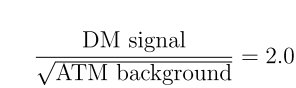 DM signal
√ATM background = 2.0